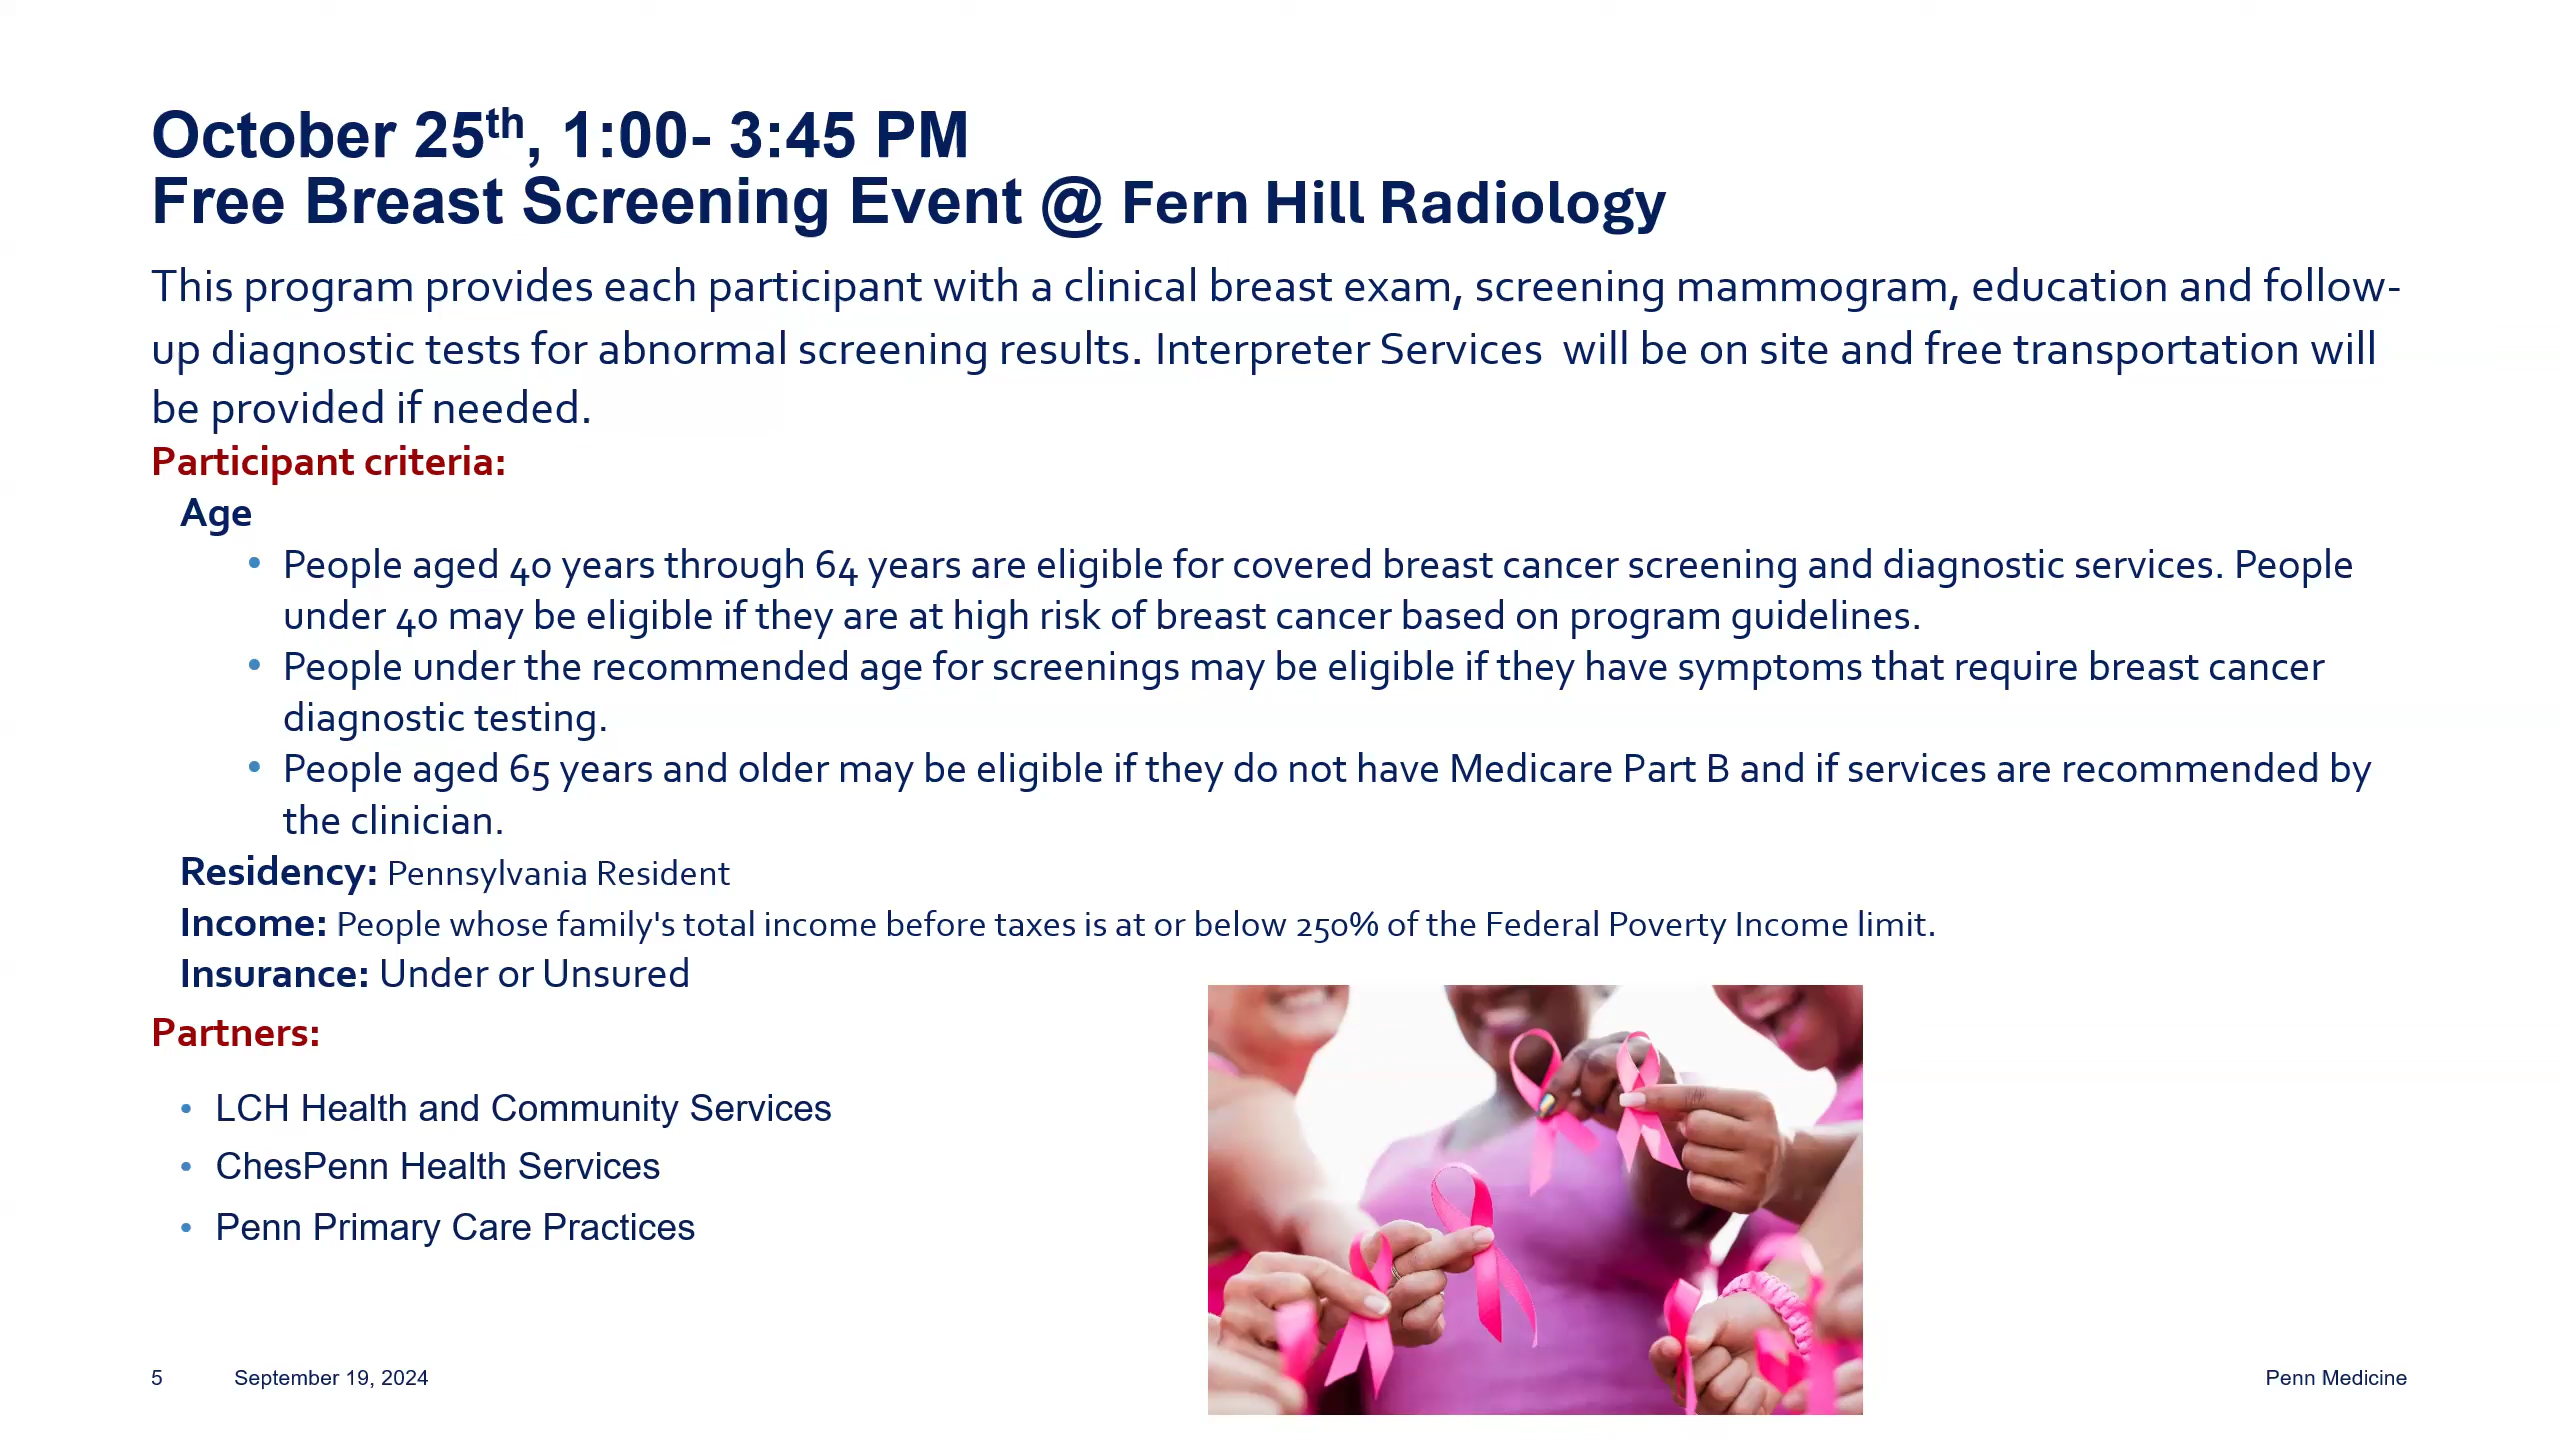 October 25th, 1:00- 3:45 PM
Free Breast Screening Event @ Fern Hill Radiology
This program provides each participant with a clinical breast exam, screening mammogram, education and follow-
up diagnostic tests for abnormal screening results. Interpreter Services  will be on site and free transportation will
be provided if needed.
Participant criteria:
Age
• People aged 40 years through 64 years are eligible for covered breast cancer screening and diagnostic services. People
under 40 may be eligible if they are at high risk of breast cancer based on program guidelines.
• People under the recommended age for screenings may be eligible if they have symptoms that require breast cancer
diagnostic testing.
• People aged 65 years and older may be eligible if they do not have Medicare Part B and if services are recommended by
the clinician.
Residency: Pennsylvania Resident
Income: People whose family's total income before taxes is at or below 250% of the Federal Poverty Income limit.
Insurance: Under or Unsured
Partners:
• LCH Health and Community Services
• ChesPenn Health Services
• Penn Primary Care Practices
5 September 19, 2024 Penn Medicine